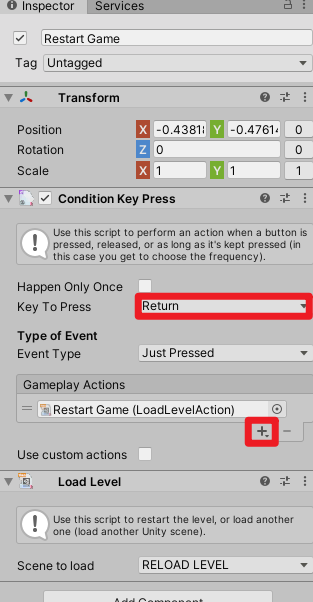 Inspector Services
Restart Game
Tag Untagged
Transform
Position X -0.4381 Y -0.4761 0
Rotation Z 0 0
Scale X 1 Y 1 1
Condition Key Press
Use this script to perform an action when a button is
pressed, released, or as long as it's kept pressed (in
this case you get to choose the frequency).
Happen Only Once
Key To Press Return
Type of Event
Event Type Just Pressed
Gameplay Actions
Restart Game (LoadLevelAction)
Use custom actions
Load Level
Use this script to restart the level, or load another
one (load another Unity scene).
Scene to load RELOAD LEVEL
Add Component